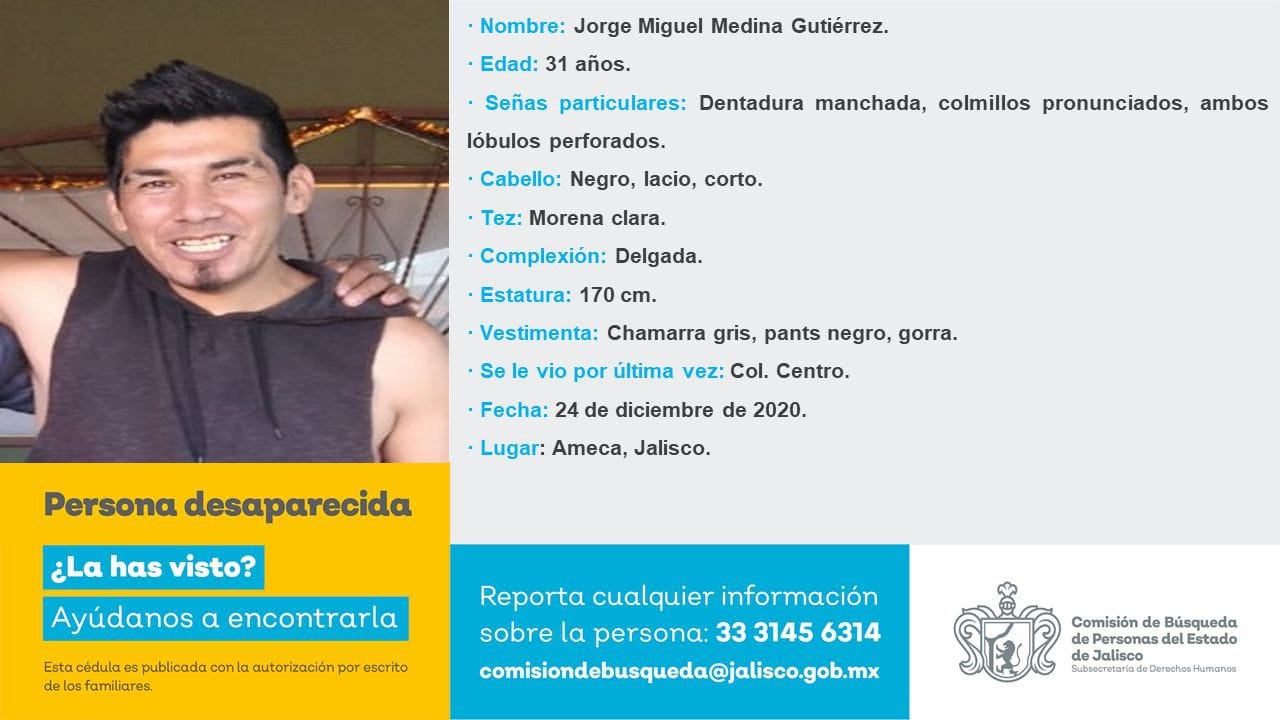 · Nombre: Jorge Miguel Medina Gutiérrez.
· Edad: 31 años.
· Señas particulares: Dentadura manchada, colmillos pronunciados, ambos
lóbulos perforados.
· Cabello: Negro, lacio, corto.
· Tez: Morena clara.
· Complexión: Delgada.
· Estatura: 170 cm.
· Vestimenta: Chamarra gris, pants negro, gorra.
· Se le vio por última vez: Col. Centro.
· Fecha: 24 de diciembre de 2020.
· Lugar: Ameca, Jalisco.
Persona desaparecida
¿La has visto?
Ayúdanos a encontrarla
Esta cédula es publicada con la autorización por escrito
de los familiares.
Reporta cualquier información
sobre la persona: 33 3145 6314
comisiondebusqueda@jalisco.gob.mx
Comisión de Búsqueda
de Personas del Estado
de Jalisco
Subsecretaría de Derechos Humanos